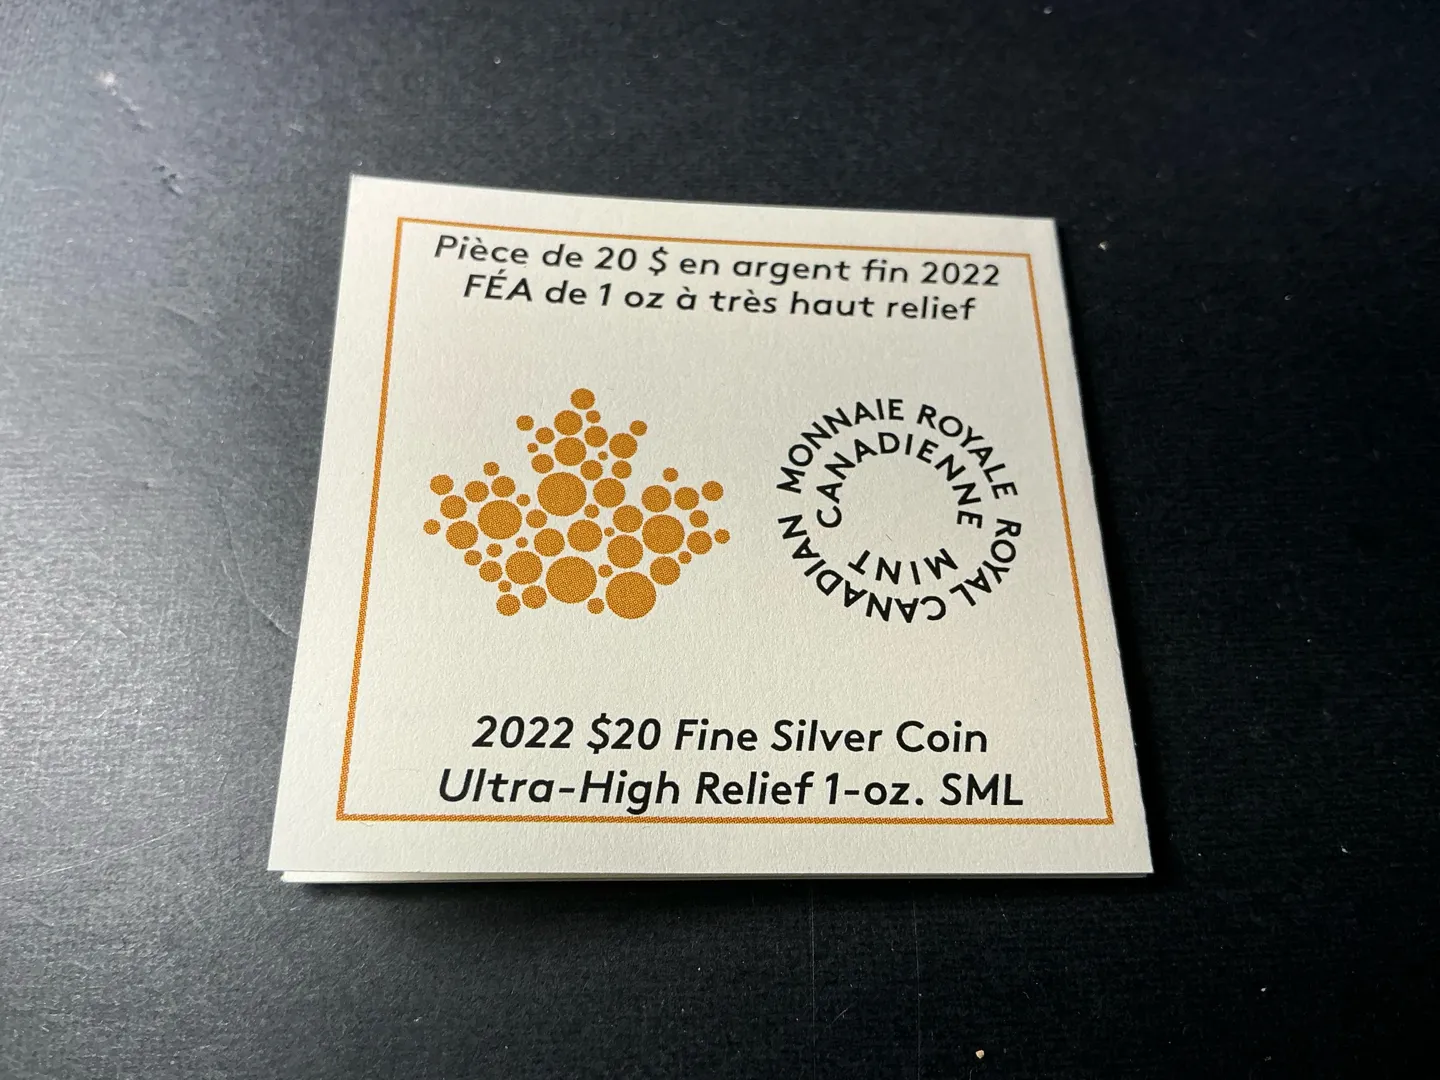 Pièce de 20 $ en argent fin 2022
FÉA de 1 oz à très haut relief
MONNAIE ROYALE
CANADIENNE
ROYAL CANADIAN
MINT
2022 $20 Fine Silver Coin
Ultra-High Relief 1-oz. SML